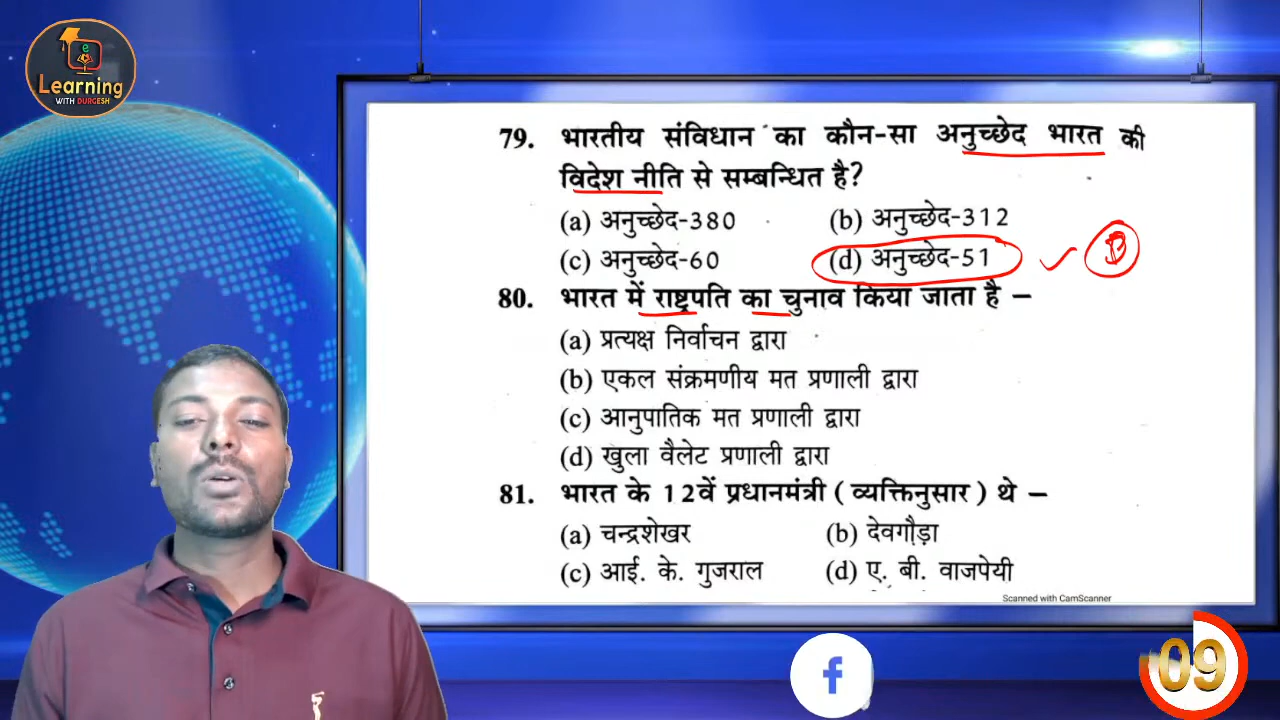 e
Learning
WITH DURGESH
79. भारतीय संविधान का कौन-सा अनुच्छेद भारत की
विदेश नीति से सम्बन्धित है?
(a) अनुच्छेद-380 (b) अनुच्छेद-312
(c) अनुच्छेद-60 (d) अनुच्छेद-51
80. भारत में राष्ट्रपति का चुनाव किया जाता है –
(a) प्रत्यक्ष निर्वाचन द्वारा
(b) एकल संक्रमणीय मत प्रणाली द्वारा
(c) आनुपातिक मत प्रणाली द्वारा
(d) खुला वैलेट प्रणाली द्वारा
81. भारत के 12वें प्रधानमंत्री (व्यक्तिनुसार) थे –
(a) चन्द्रशेखर (b) देवगौड़ा
(c) आई. के. गुजराल (d) ए. बी. वाजपेयी
Scanned with CamScanner
f
09